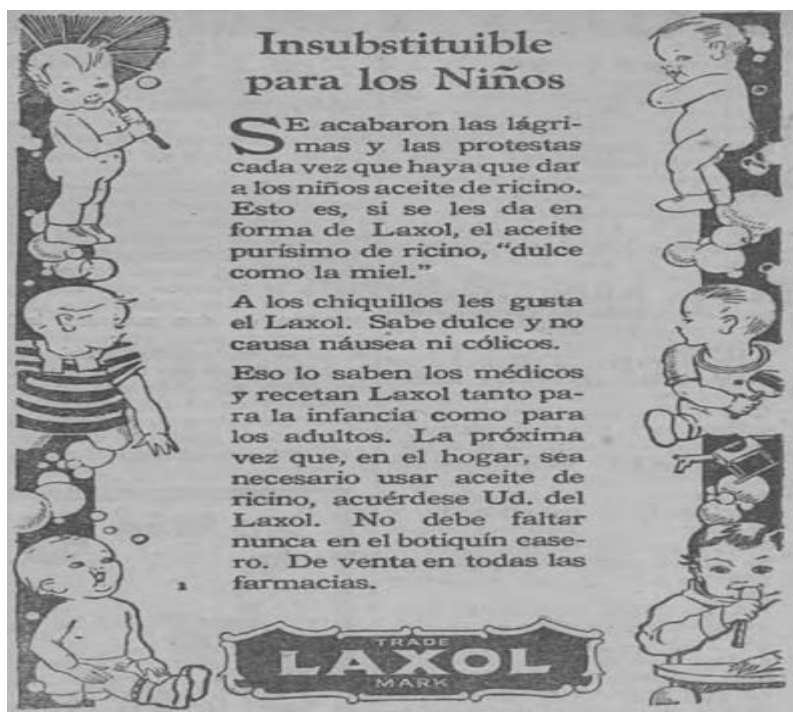 Insubstituible
para los Niños
SE acabaron las lágri-
mas y las protestas
cada vez que haya que dar
a los niños aceite de ricino.
Esto es, si se les da en
forma de Laxol, el aceite
purísimo de ricino, “dulce
como la miel.”
A los chiquillos les gusta
el Laxol. Sabe dulce y no
causa náusea ni cólicos.
Eso lo saben los médicos
y recetan Laxol tanto pa-
ra la infancia como para
los adultos. La próxima
vez que, en el hogar, sea
necesario usar aceite de
ricino, acuérdese Ud. del
Laxol. No debe faltar
nunca en el botiquín case-
ro. De venta en todas las
farmacias.
1
TRADE
LAXOL
MARK